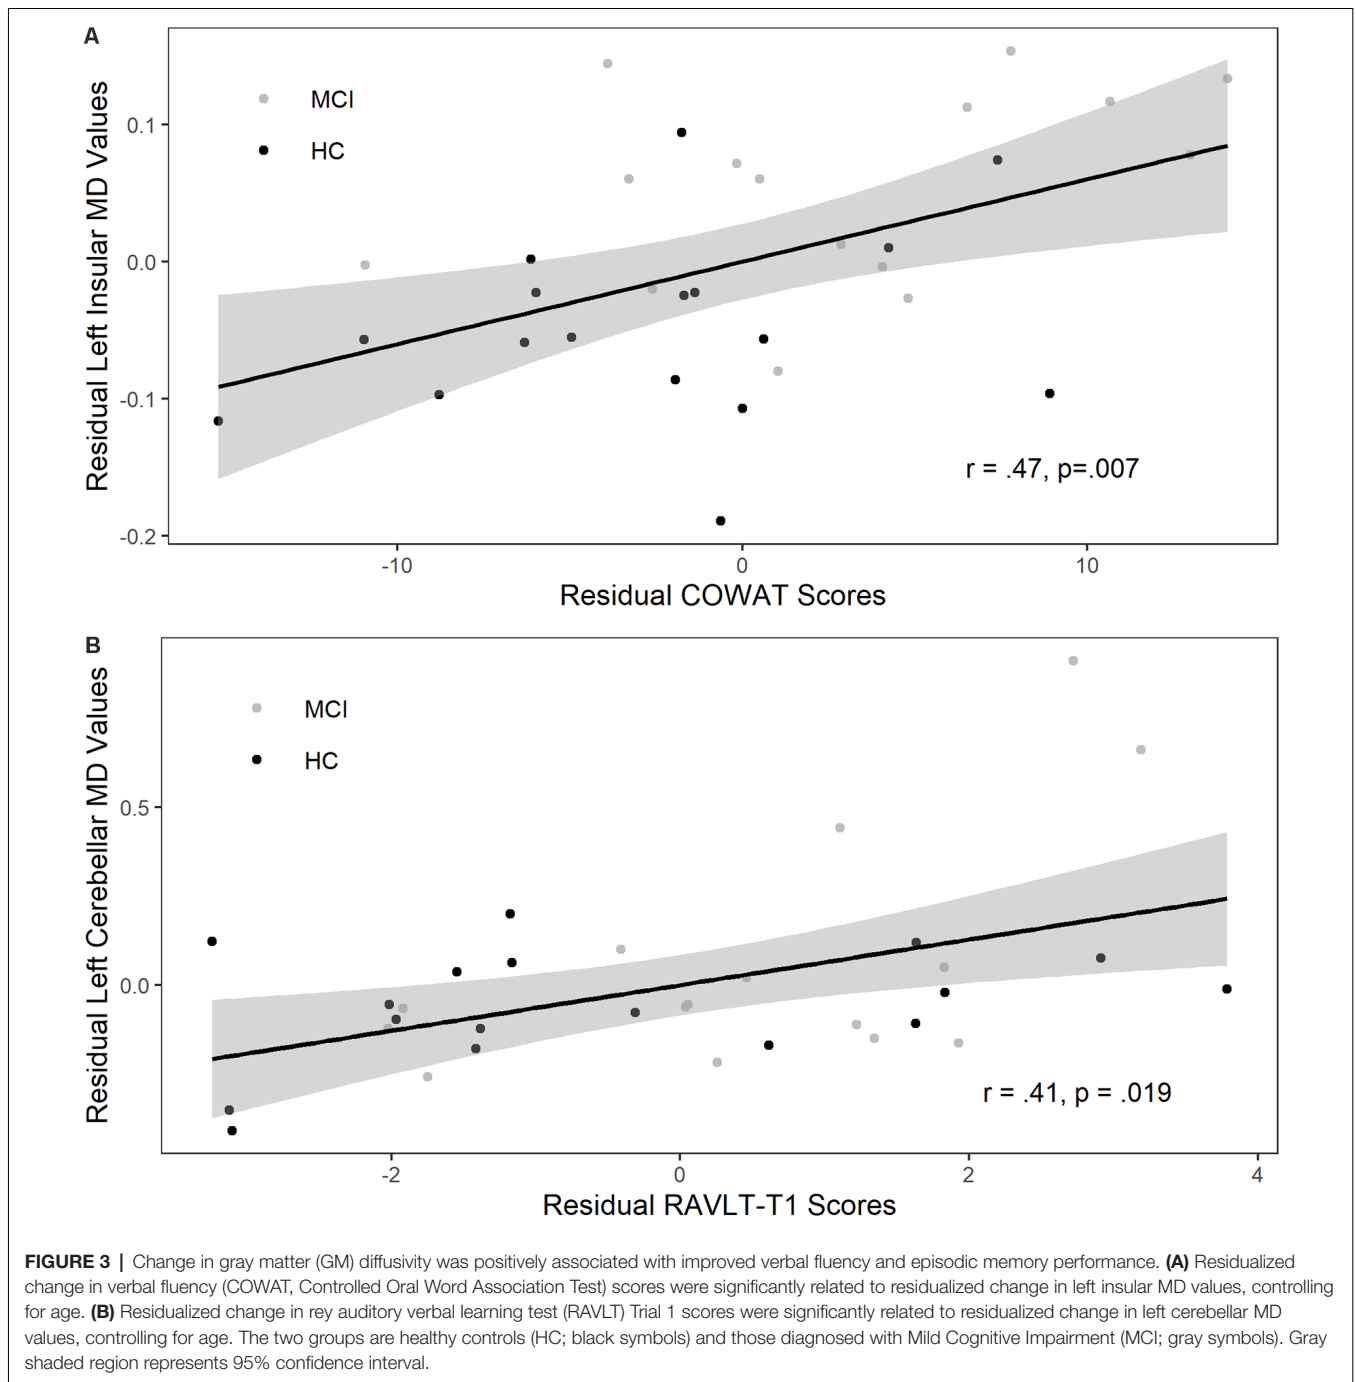 A
Residual Left Insular MD Values
MCI
HC
0.1
0.0
-0.1
-0.2
r = .47, p=.007
-10
0
10
Residual COWAT Scores
B
Residual Left Cerebellar MD Values
MCI
HC
0.5
0.0
r = .41, p = .019
-2
0
2
4
Residual RAVLT-T1 Scores
FIGURE 3 | Change in gray matter (GM) diffusivity was positively associated with improved verbal fluency and episodic memory performance. (A) Residualized
change in verbal fluency (COWAT, Controlled Oral Word Association Test) scores were significantly related to residualized change in left insular MD values, controlling
for age. (B) Residualized change in rey auditory verbal learning test (RAVLT) Trial 1 scores were significantly related to residualized change in left cerebellar MD
values, controlling for age. The two groups are healthy controls (HC; black symbols) and those diagnosed with Mild Cognitive Impairment (MCI; gray symbols). Gray
shaded region represents 95% confidence interval.